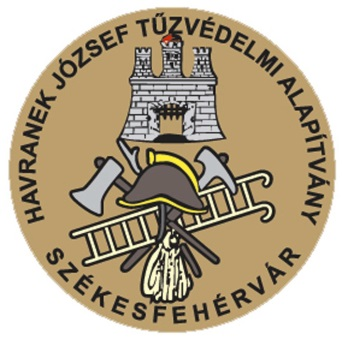 HAVRANEK JÓZSEF TŰZVÉDELMI ALAPÍTVÁNY
SZÉKESFEHÉRVÁR